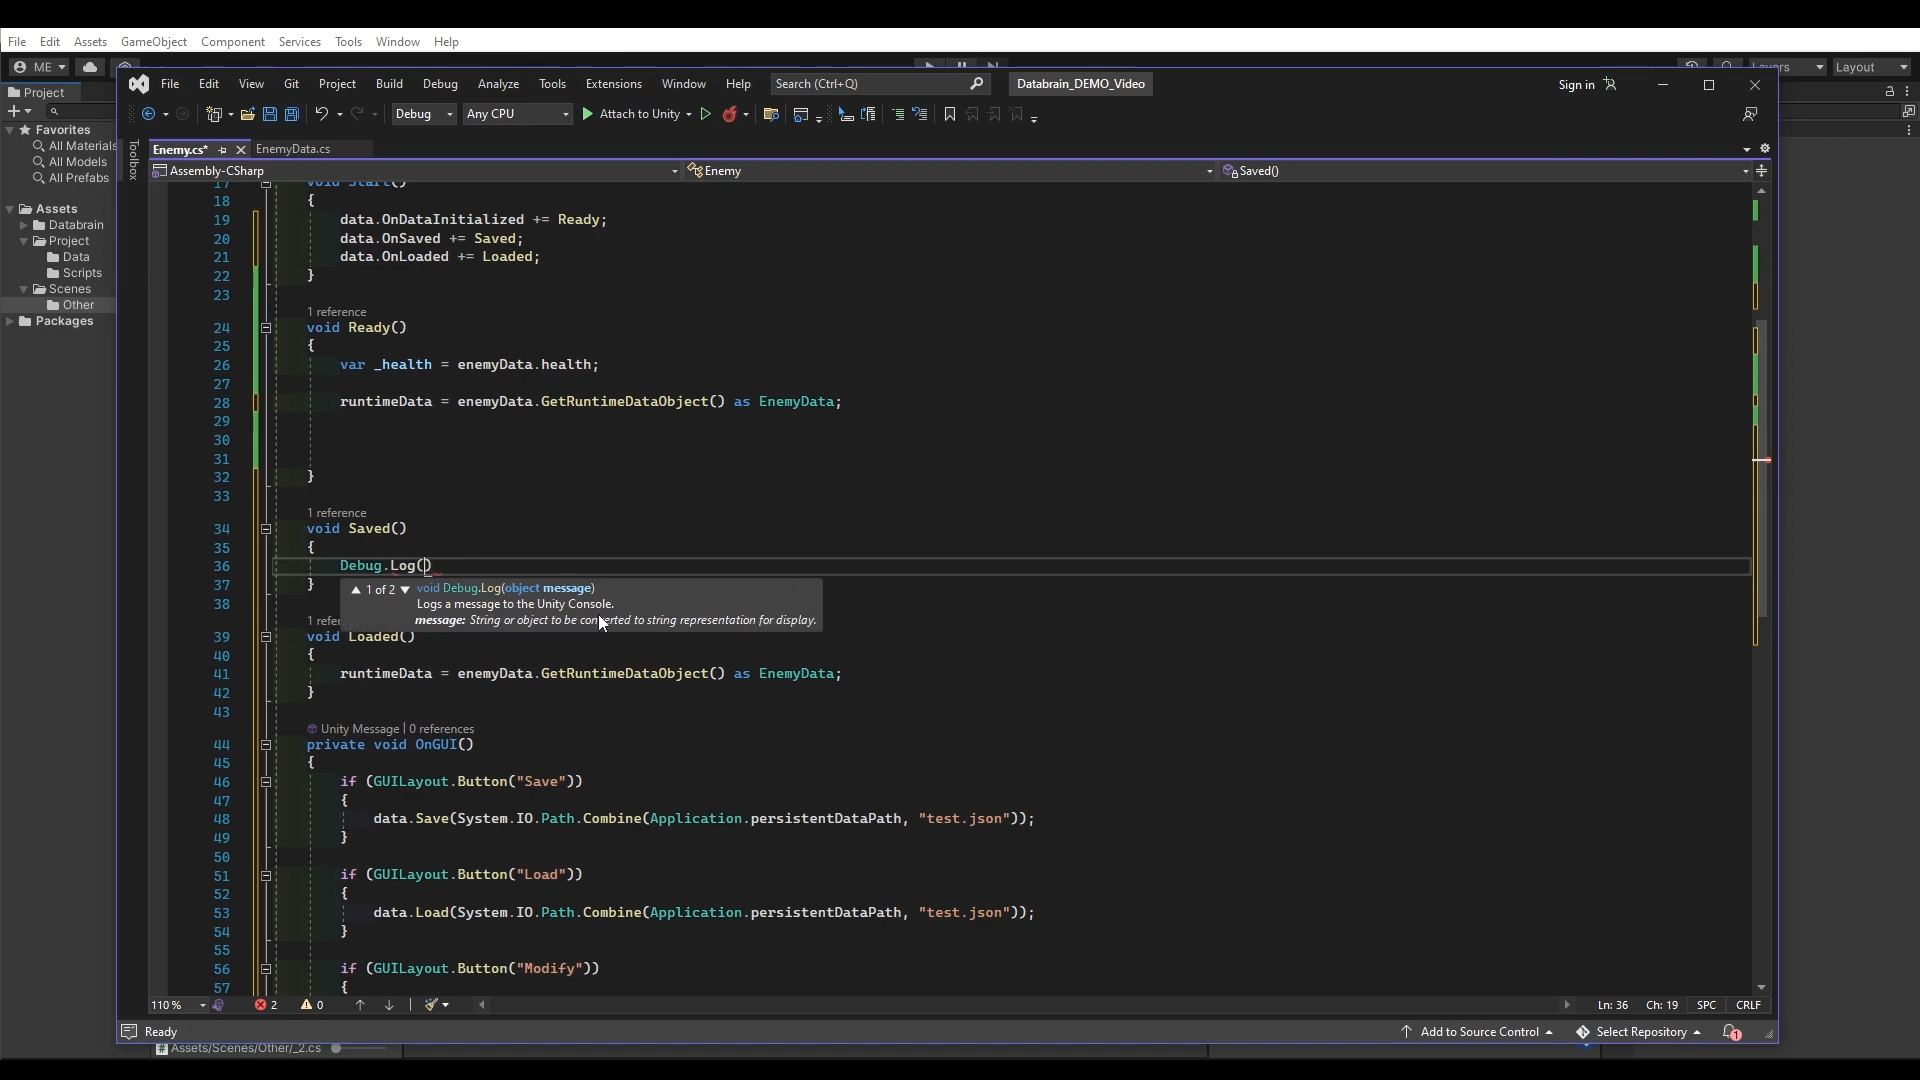 File Edit Assets GameObject Component Services Tools Window Help
ME Layers Layout
File Edit View Git Project Build Debug Analyze Tools Extensions Window Help Search (Ctrl+Q) Databrain_DEMO_Video Sign in
Project
Debug Any CPU Attach to Unity
Favorites
All Materials
All Models
All Prefabs
Assets
Databrain
Project
Data
Scripts
Scenes
Other
Packages
Toolbox
Enemy.cs* EnemyData.cs
Assembly-CSharp Enemy Saved()
17 void Start()
18 {
19 data.OnDataInitialized += Ready;
20 data.OnSaved += Saved;
21 data.OnLoaded += Loaded;
22 }
23
1 reference
24 void Ready()
25 {
26 var _health = enemyData.health;
27
28 runtimeData = enemyData.GetRuntimeDataObject() as EnemyData;
29
30
31
32 }
33
1 reference
34 void Saved()
35 {
36 Debug.Log()
37 }
1 of 2 void Debug.Log(object message)
Logs a message to the Unity Console.
message: String or object to be converted to string representation for display.
38
1 refer
39 void Loaded()
40 {
41 runtimeData = enemyData.GetRuntimeDataObject() as EnemyData;
42 }
43
Unity Message | 0 references
44 private void OnGUI()
45 {
46 if (GUILayout.Button("Save"))
47 {
48 data.Save(System.IO.Path.Combine(Application.persistentDataPath, "test.json"));
49 }
50
51 if (GUILayout.Button("Load"))
52 {
53 data.Load(System.IO.Path.Combine(Application.persistentDataPath, "test.json"));
54 }
55
56 if (GUILayout.Button("Modify"))
57 {
110 % 2 0 Ln: 36 Ch: 19 SPC CRLF
Ready Add to Source Control Select Repository 1
Assets/Scenes/Other/_2.cs